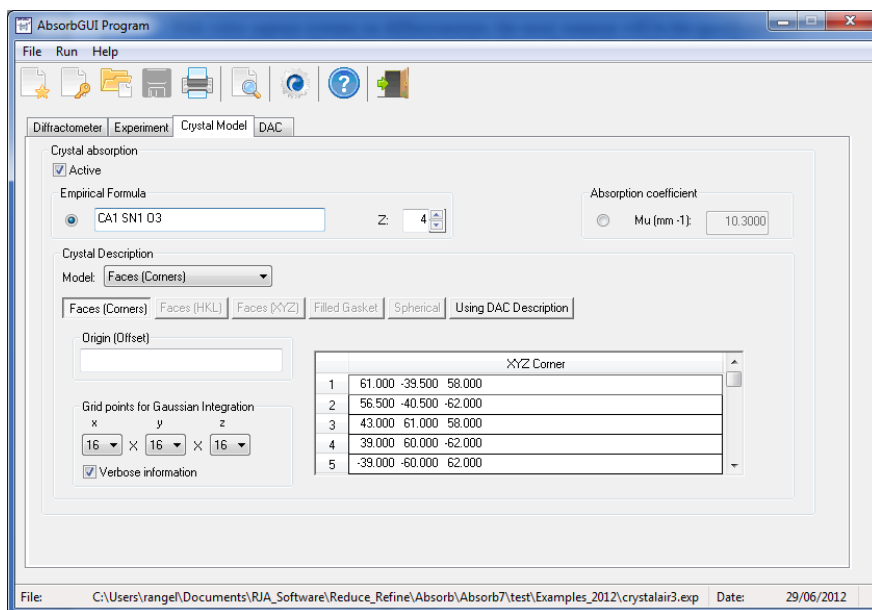 AbsorbGUI Program
File Run Help
Diffractometer Experiment Crystal Model DAC
Crystal absorption
Active
Empirical Formula Absorption coefficient
CA1 SN1 O3 Z: 4 Mu (mm -1): 10.3000
Crystal Description
Model: Faces (Corners)
Faces (Corners) Faces (HKL) Faces (XYZ) Filled Gasket Spherical Using DAC Description
Origin (Offset)
XYZ Corner
1 61.000 -39.500 58.000
2 56.500 -40.500 -62.000
3 43.000 61.000 58.000
4 39.000 60.000 -62.000
5 -39.000 -60.000 62.000
Grid points for Gaussian Integration
x y z
16 X 16 X 16
Verbose information
File: C:\Users\rangel\Documents\RJA_Software\Reduce_Refine\Absorb\Absorb7\test\Examples_2012\crystalair3.exp Date: 29/06/2012